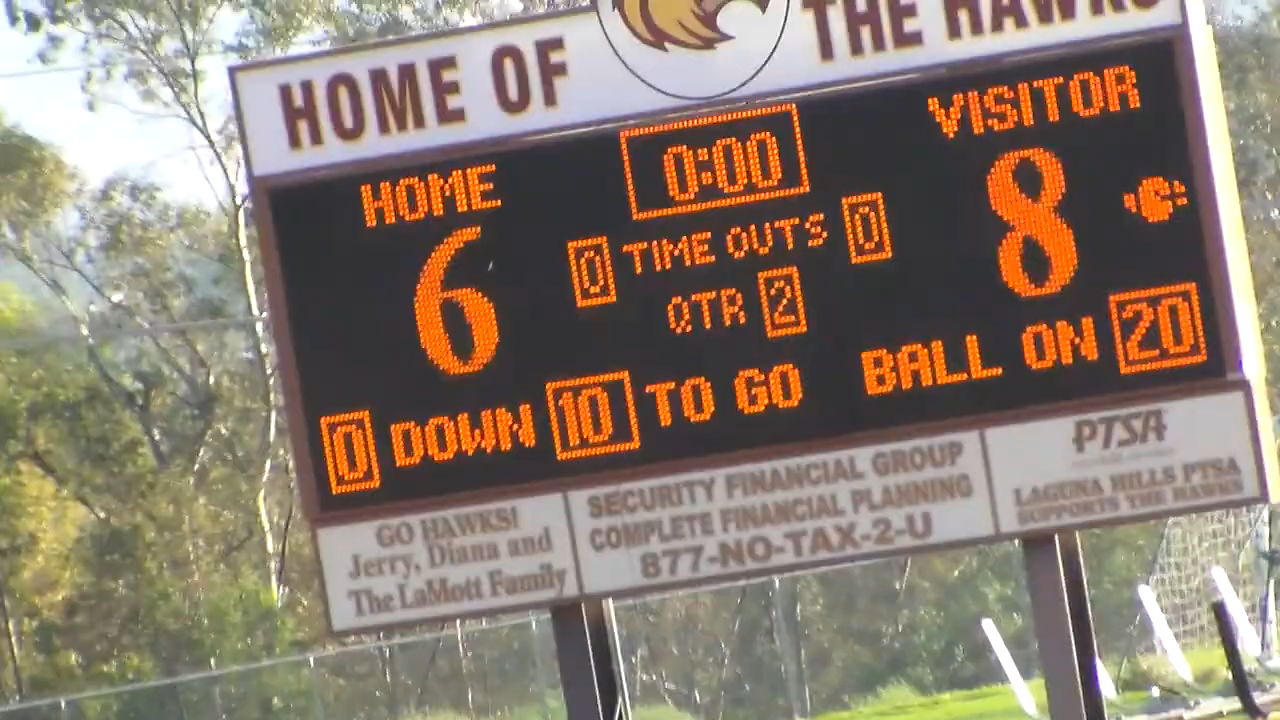 HOME OF THE HAWKS
HOME 0:00 VISITOR
6 0 TIME OUTS 0 8
QTR 2
0 DOWN 10 TO GO BALL ON 20
GO HAWKS!
Jerry, Diana and
The LaMott Family
SECURITY FINANCIAL GROUP
COMPLETE FINANCIAL PLANNING
877-NO-TAX-2-U
PTSA
LAGUNA HILLS PTSA
SUPPORTS THE HAWKS